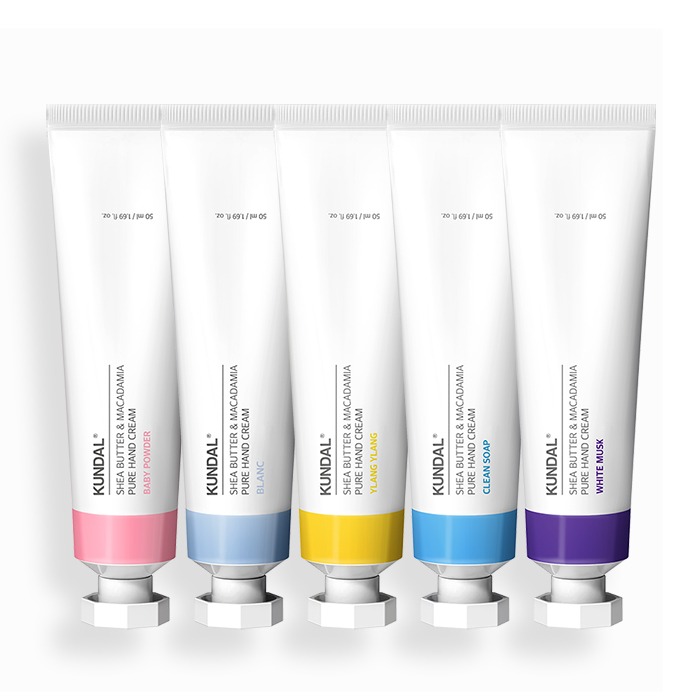 50 ml / 1.69 fl. oz.
KUNDAL®
SHEA BUTTER & MACADAMIA
PURE HAND CREAM
BABY POWDER
50 ml / 1.69 fl. oz.
KUNDAL®
SHEA BUTTER & MACADAMIA
PURE HAND CREAM
BLANC
50 ml / 1.69 fl. oz.
KUNDAL®
SHEA BUTTER & MACADAMIA
PURE HAND CREAM
YLANG YLANG
50 ml / 1.69 fl. oz.
KUNDAL®
SHEA BUTTER & MACADAMIA
PURE HAND CREAM
CLEAN SOAP
50 ml / 1.69 fl. oz.
KUNDAL®
SHEA BUTTER & MACADAMIA
PURE HAND CREAM
WHITE MUSK